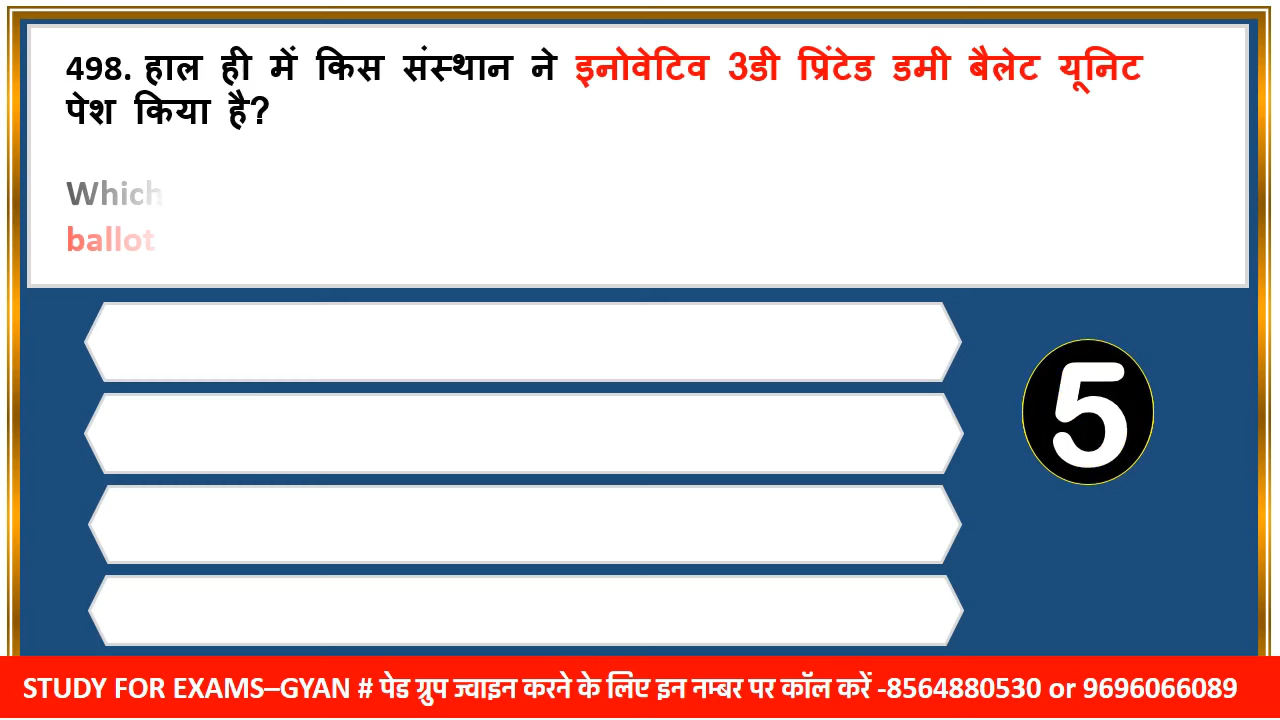 498. हाल ही में किस संस्थान ने इनोवेटिव 3डी प्रिंटेड डमी बैलेट यूनिट
पेश किया है?
Which
ballot
5
STUDY FOR EXAMS–GYAN # पेड ग्रुप ज्वाइन करने के लिए इन नम्बर पर कॉल करें -8564880530 or 9696066089